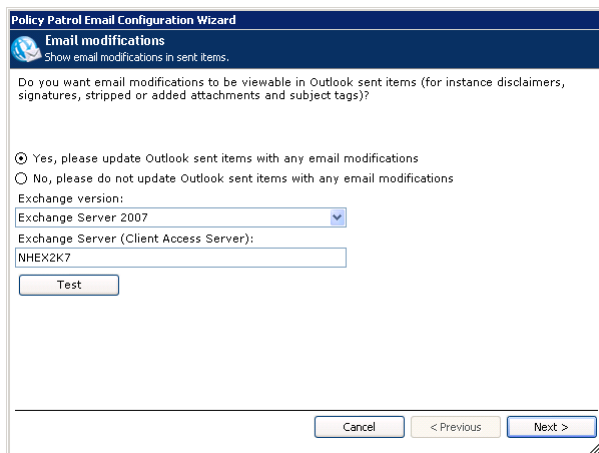 Policy Patrol Email Configuration Wizard
Email modifications
Show email modifications in sent items.
Do you want email modifications to be viewable in Outlook sent items (for instance disclaimers,
signatures, stripped or added attachments and subject tags)?
Yes, please update Outlook sent items with any email modifications
No, please do not update Outlook sent items with any email modifications
Exchange version:
Exchange Server 2007
Exchange Server (Client Access Server):
NHEX2K7
Test
Cancel
< Previous
Next >